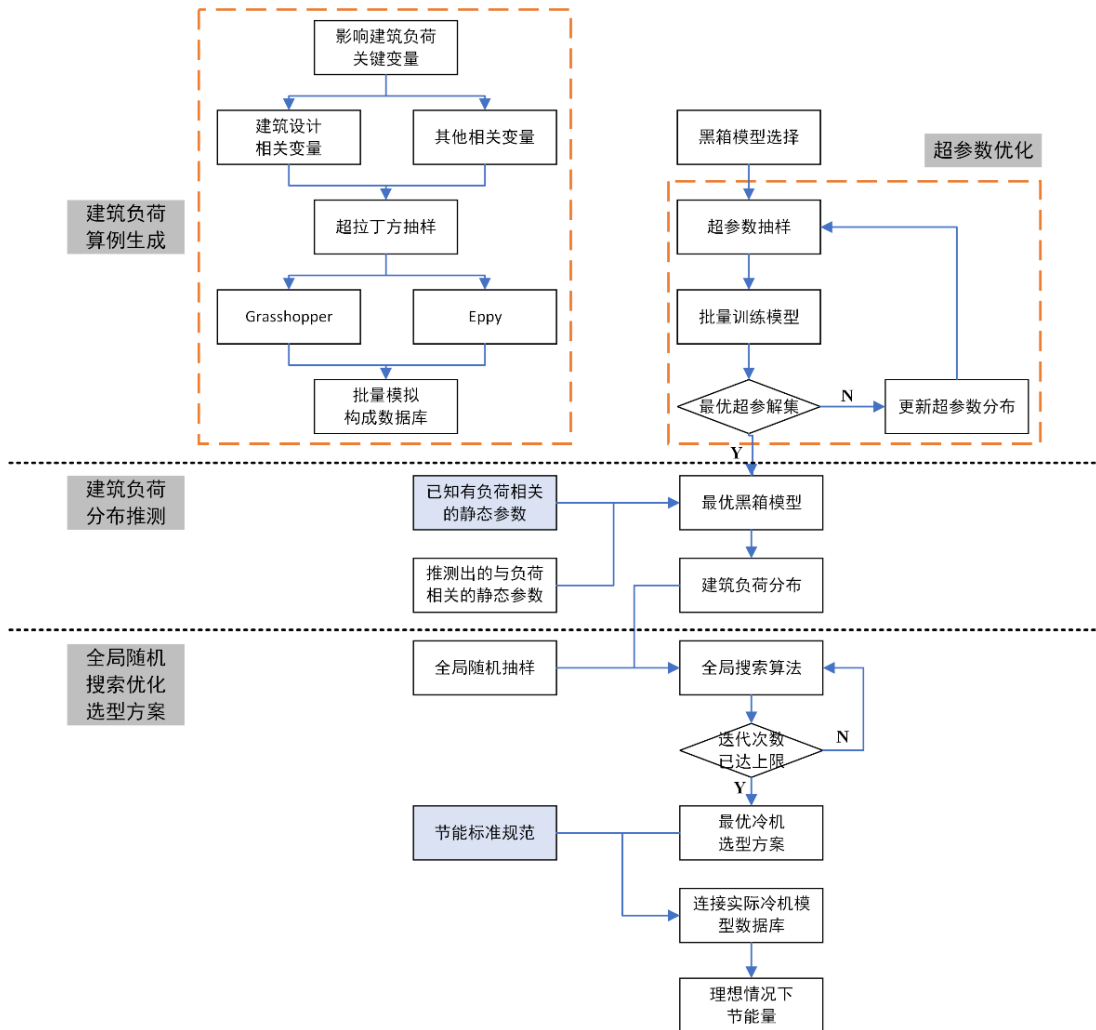 影响建筑负荷
关键变量
建筑设计
相关变量
其他相关变量
超拉丁方抽样
Grasshopper
Eppy
批量模拟
构成数据库
建筑负荷
算例生成
黑箱模型选择
超参数优化
超参数抽样
批量训练模型
最优超参解集
N
更新超参数分布
Y
建筑负荷
分布推测
已知有负荷相关
的静态参数
最优黑箱模型
推测出的与负荷
相关的静态参数
建筑负荷分布
全局随机
搜索优化
选型方案
全局随机抽样
全局搜索算法
迭代次数
已达上限
N
Y
节能标准规范
最优冷机
选型方案
连接实际冷机模
型数据库
理想情况下
节能量